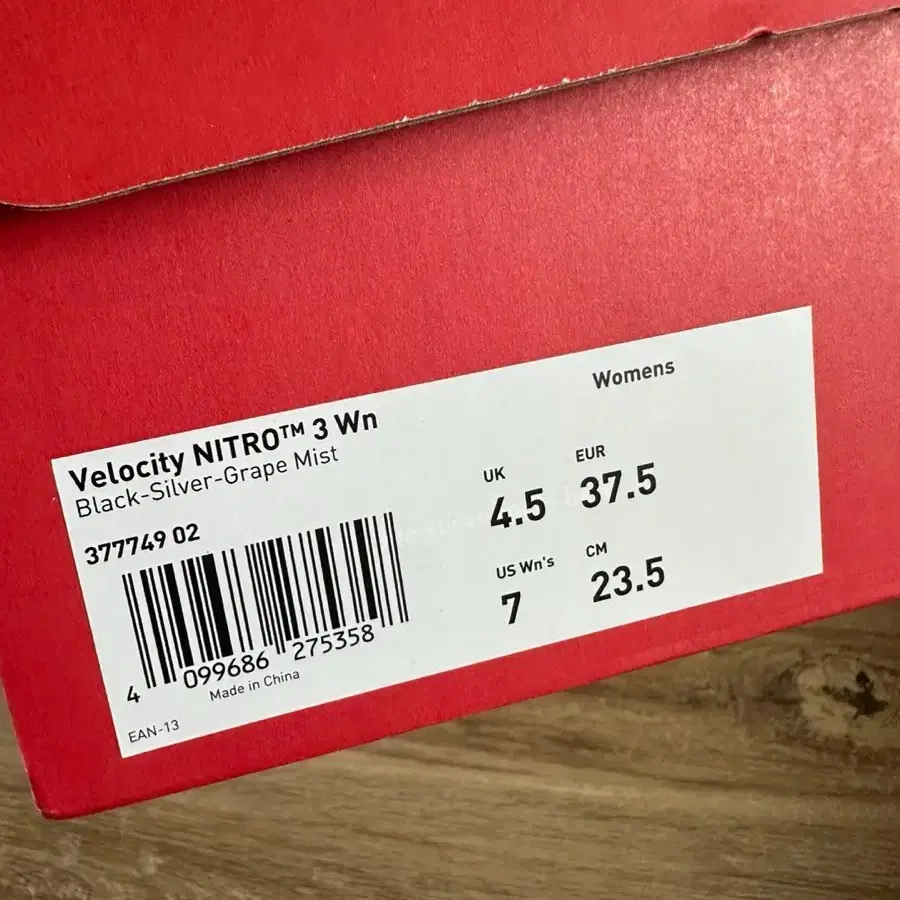 Womens
Velocity NITRO™ 3 Wn
Black-Silver-Grape Mist
377749 02
UK
4.5
EUR
37.5
US Wn's
7
CM
23.5
4 099686 275358
Made in China
EAN-13